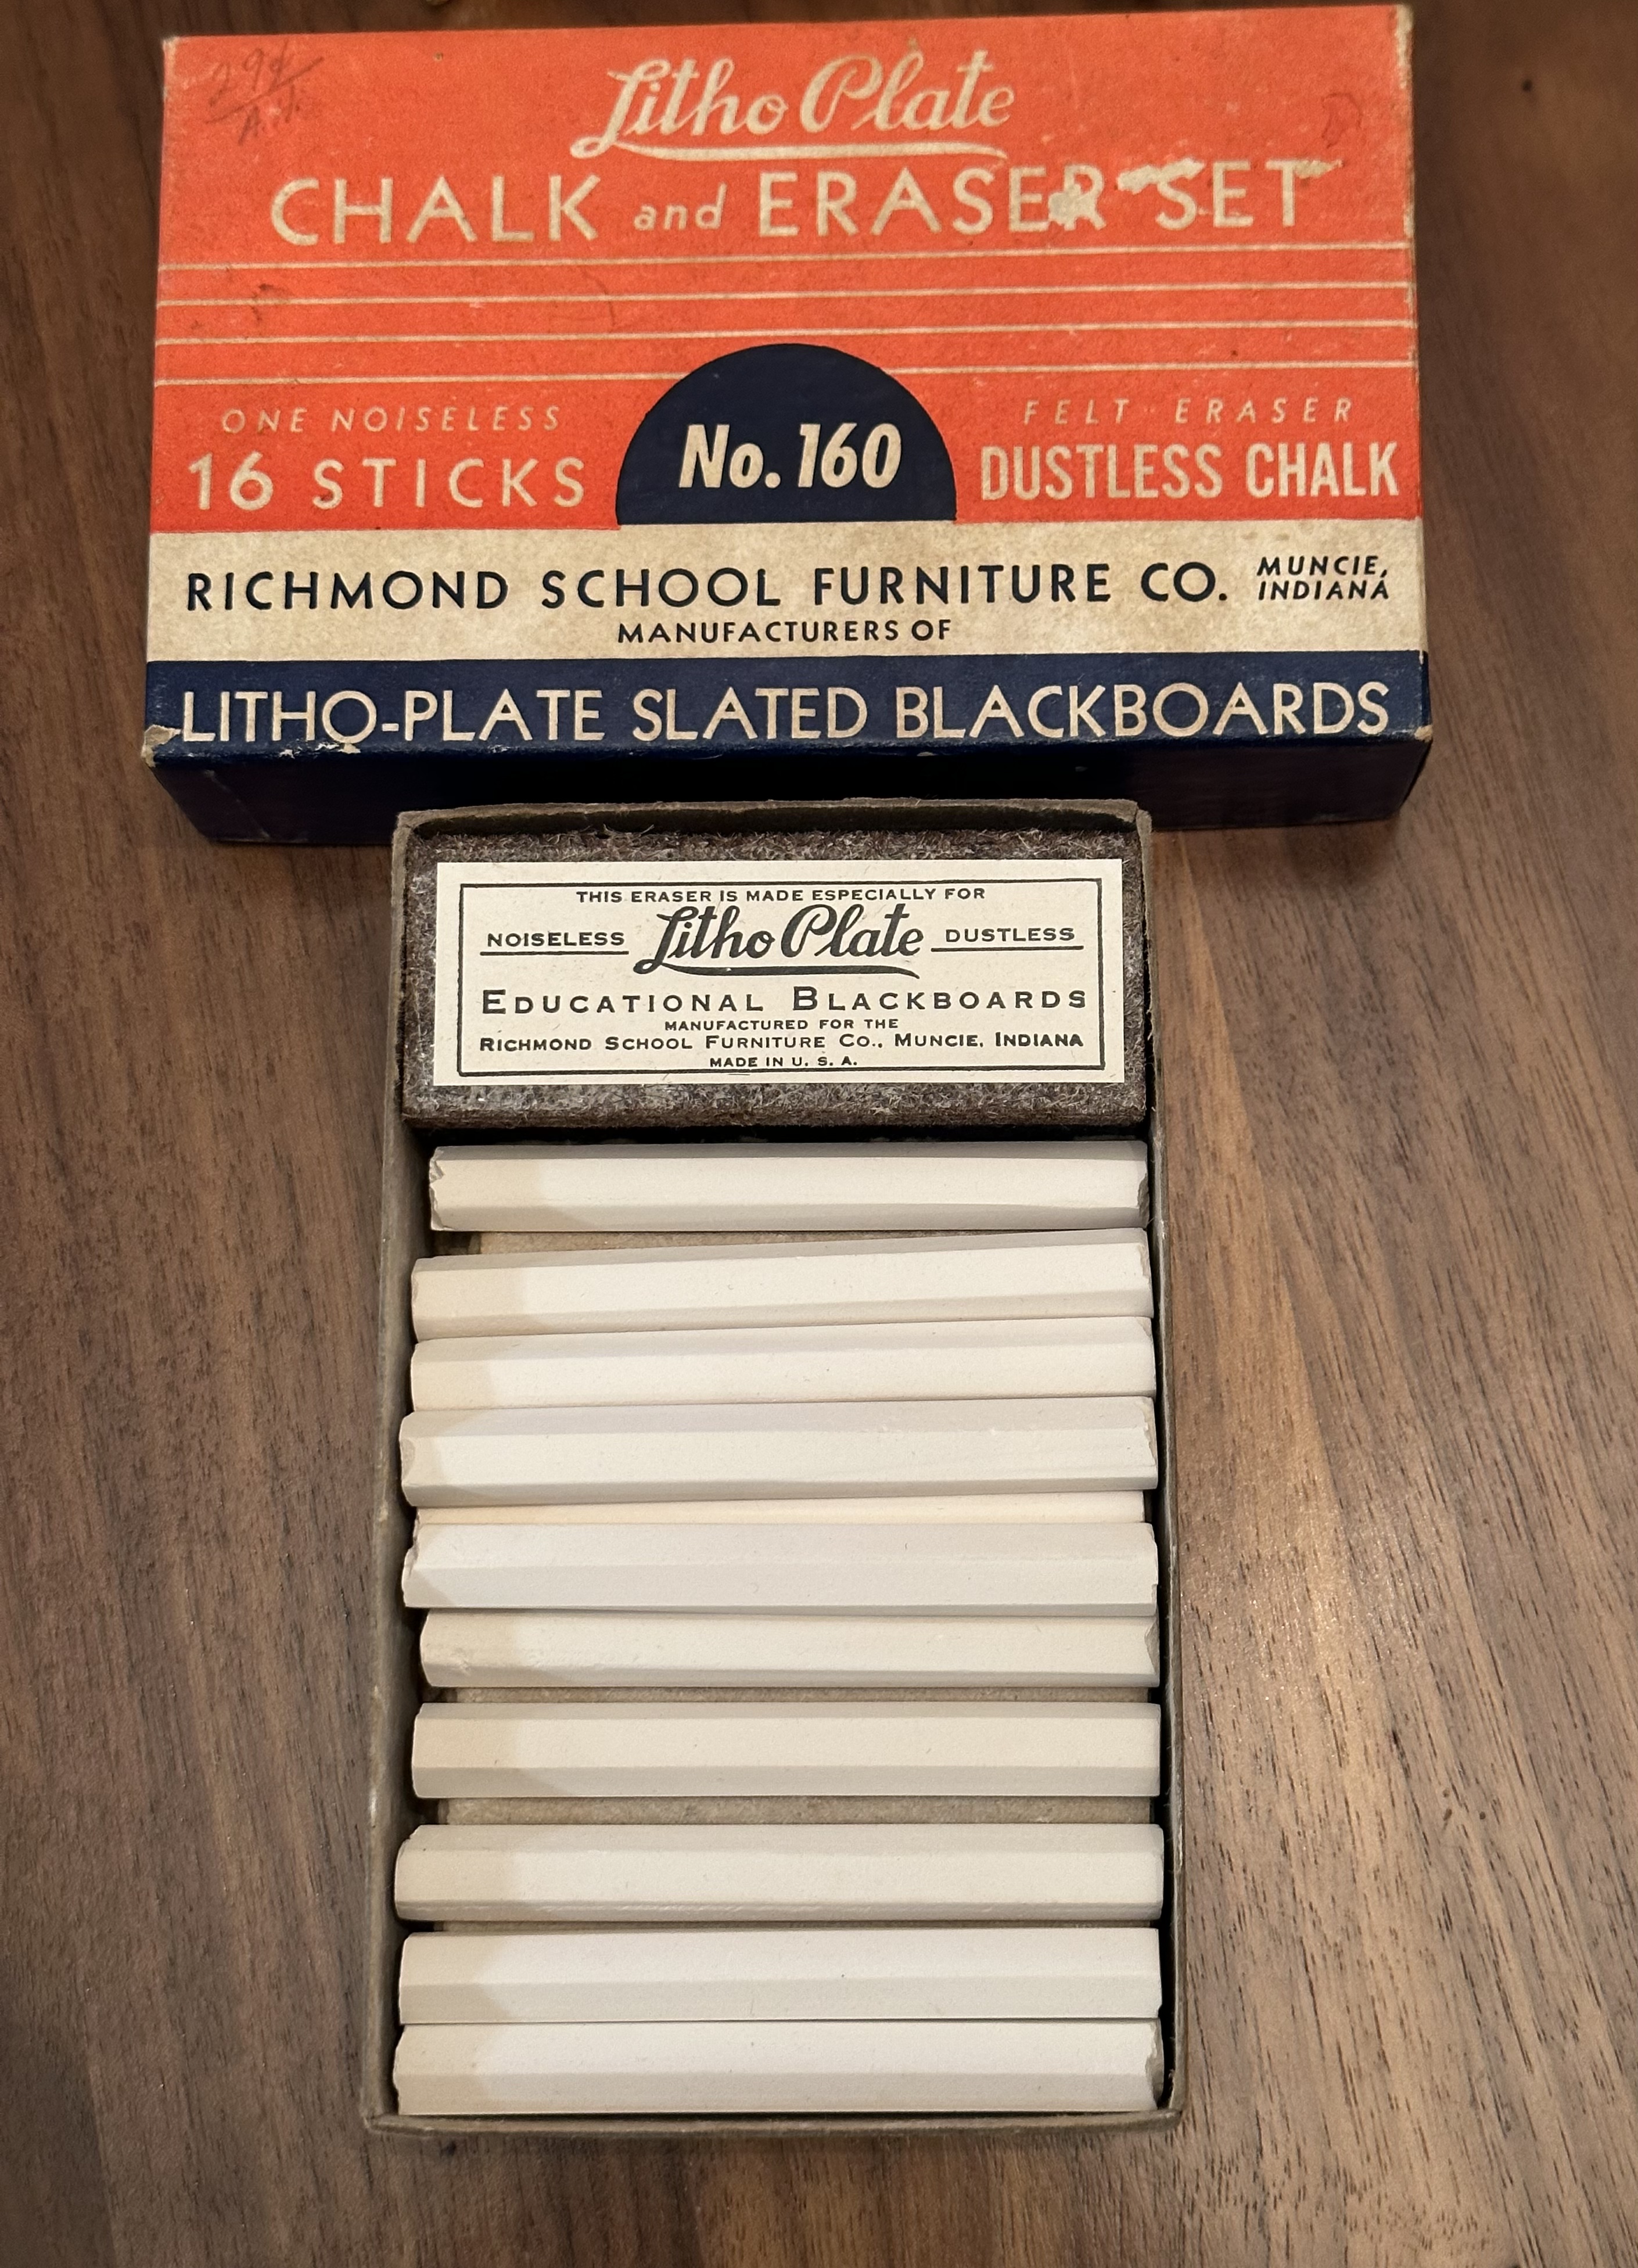 29¢
Litho Plate
CHALK and ERASER SET
ONE NOISELESS FELT ERASER
16 STICKS No. 160 DUSTLESS CHALK
RICHMOND SCHOOL FURNITURE CO. MUNCIE, INDIANA
MANUFACTURERS OF
LITHO-PLATE SLATED BLACKBOARDS
THIS ERASER IS MADE ESPECIALLY FOR
NOISELESS Litho Plate DUSTLESS
EDUCATIONAL BLACKBOARDS
MANUFACTURED FOR THE
RICHMOND SCHOOL FURNITURE CO., MUNCIE, INDIANA
MADE IN U. S. A.